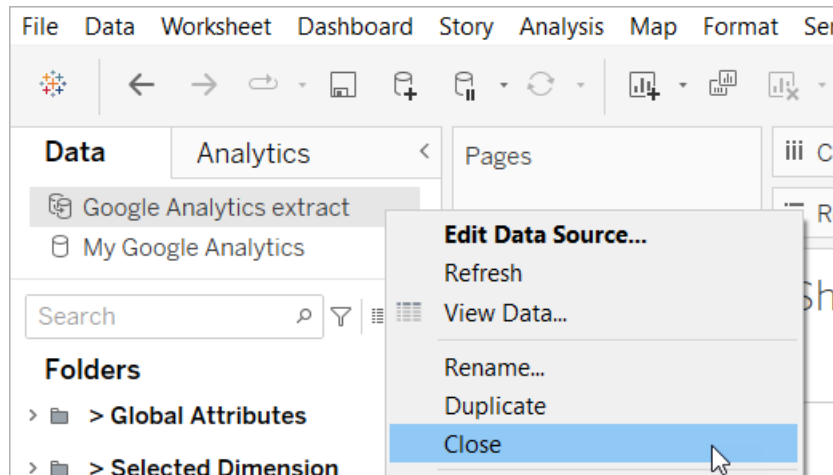 File Data Worksheet Dashboard Story Analysis Map Format
Data Analytics
Pages
Google Analytics extract
My Google Analytics
Edit Data Source...
Refresh
View Data...
Search
Rename...
Folders
Duplicate
> Global Attributes
Close
> Selected Dimension